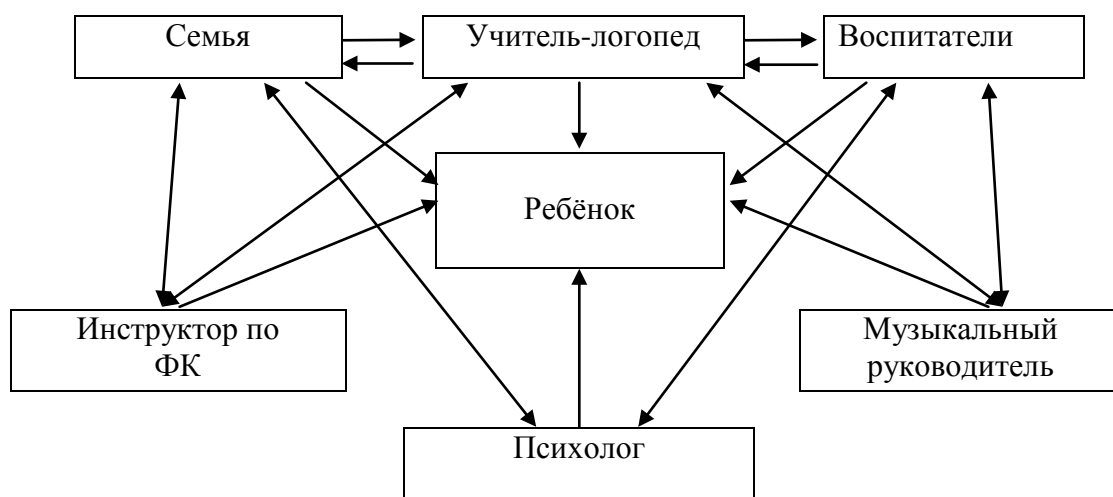 Семья
Учитель-логопед
Воспитатели
Ребёнок
Инструктор по
ФК
Музыкальный
руководитель
Психолог